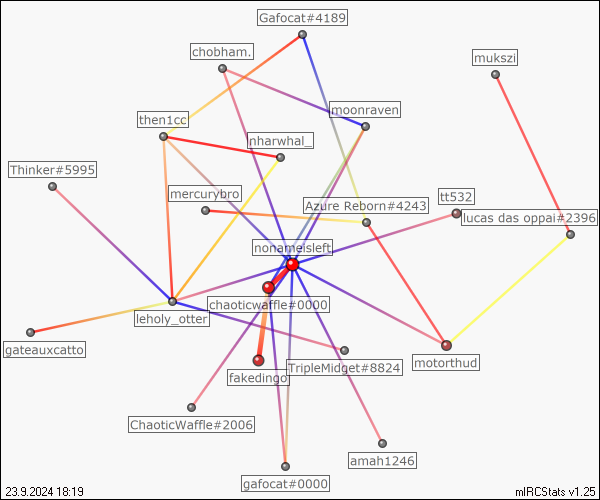 Gafocat#4189
chobham.
mukszi
moonraven
then1cc
nharwhal_
Thinker#5995
mercurybro
tt532
Azure Reborn#4243
lucas das oppai#2396
nonameisleft
chaoticwaffle#0000
leholy_otter
gateauxcatto
motorthud
TripleMidget#8824
fakedingo
ChaoticWaffle#2006
amah1246
gafocat#0000
23.9.2024 18:19
mIRCStats v1.25